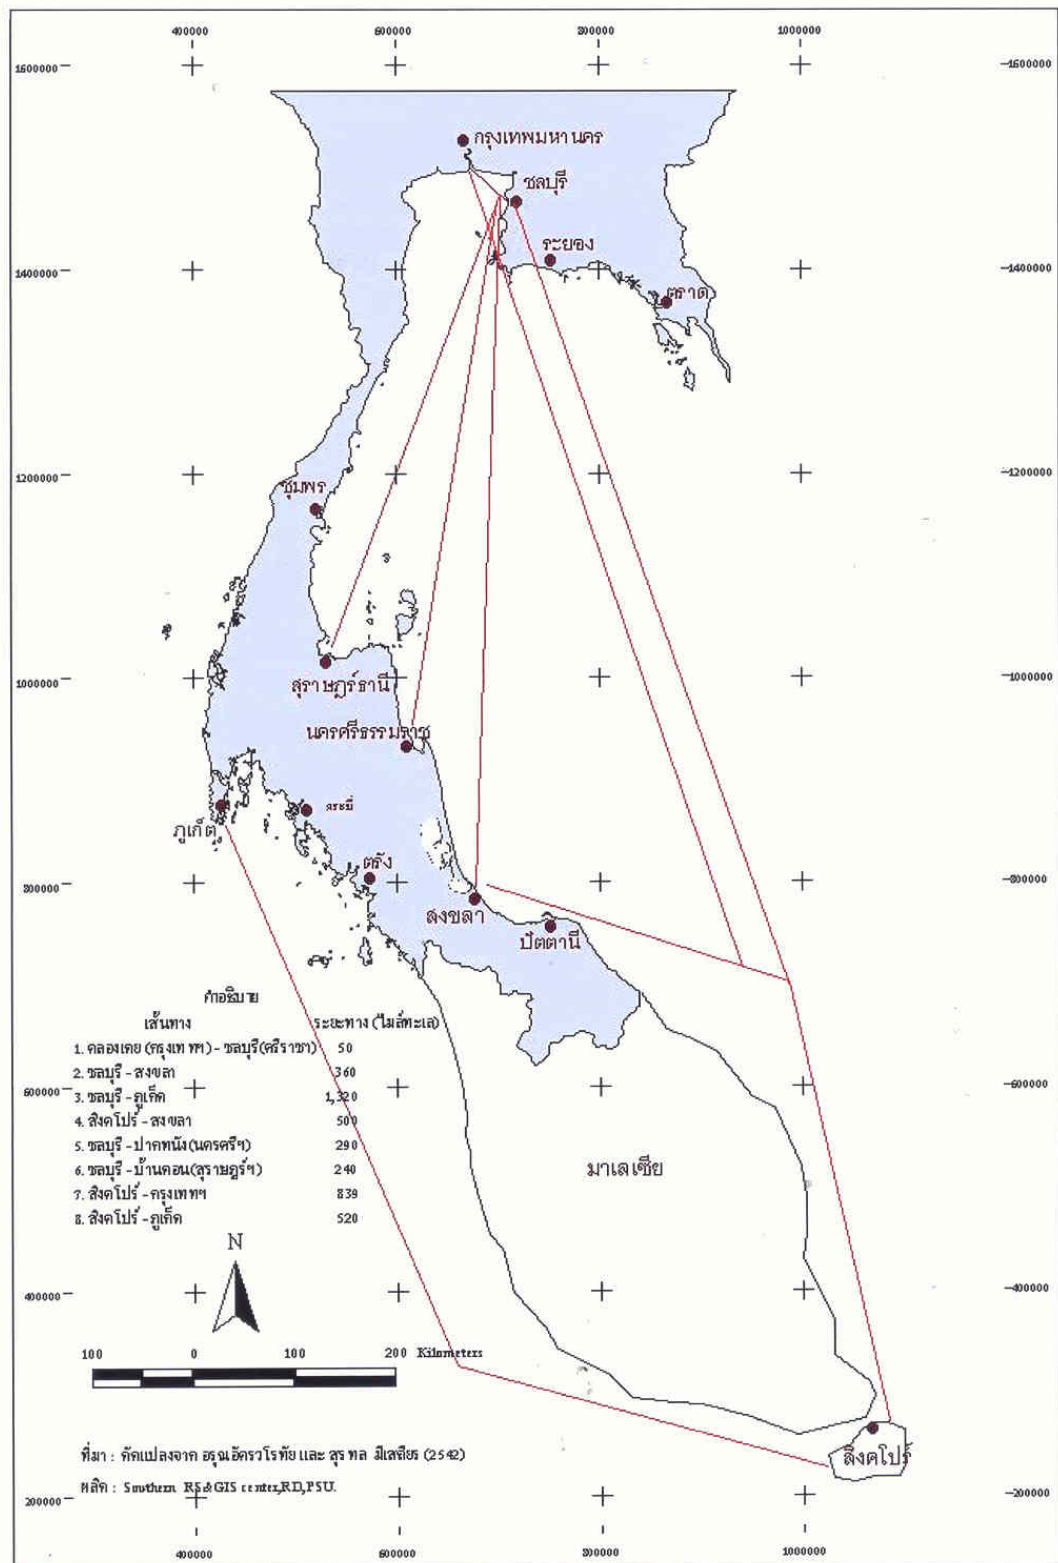 400000 600000 800000 1000000
1600000 1600000
กรุงเทพมหานคร
ชลบุรี
ระยอง
1400000 1400000
ตราด
1200000 1200000
ชุมพร
1000000 1000000
สุราษฎร์ธานี
นครศรีธรรมราช
กระบี่
ภูเก็ต
ตรัง
800000 800000
สงขลา
ปัตตานี
คำอธิบาย
เส้นทาง ระยะทาง (ไมล์ทะเล)
1. คลองเตย (กรุงเทพฯ) - ชลบุรี(ศรีราชา) 50
2. ชลบุรี - สงขลา 360
3. ชลบุรี - ภูเก็ต 1,320
4. สิงคโปร์ - สงขลา 500
5. ชลบุรี - ปากพนัง(นครศรีฯ) 290
6. ชลบุรี - บ้านดอน(สุราษฎร์ฯ) 240
7. สิงคโปร์ - กรุงเทพฯ 839
8. สิงคโปร์ - ภูเก็ต 520
600000 600000
มาเลเซีย
N
400000 400000
100 0 100 200 Kilometers
สิงคโปร์
ที่มา : คัดแปลงจาก อรุณอัครวโรทัย และ สุรพล มีเสถียร (2542)
ผลิต : Southern RS&GIS center,RD,PSU.
200000 200000
400000 600000 800000 1000000